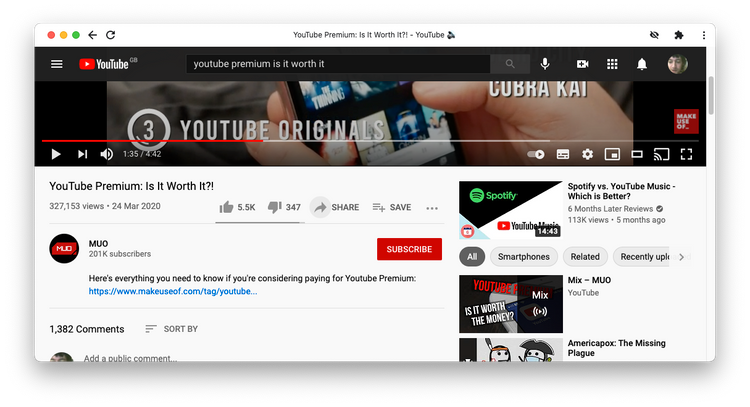 YouTube Premium: Is It Worth It?! - YouTube
YouTube GB
youtube premium is it worth it
COBRA KAI
3 YOUTUBE ORIGINALS
MAKE
USE
OF_
1:35 / 4:42
YouTube Premium: Is It Worth It?!
327,153 views • 24 Mar 2020
5.5K
347
SHARE
SAVE
MUO
MUO
201K subscribers
SUBSCRIBE
Here's everything you need to know if you're considering paying for Youtube Premium:
https://www.makeuseof.com/tag/youtube...
1,382 Comments
SORT BY
Add a public comment...
Spotify
YouTube Music
14:43
Spotify vs. YouTube Music -
Which is Better?
6 Months Later Reviews
113K views • 5 months ago
All
Smartphones
Related
Recently uplo
YOUTUBE
IS IT WORTH
THE MONEY?
Mix
Mix – MUO
YouTube
Americapox: The Missing
Plague